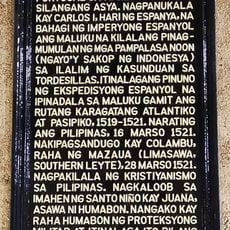 SILANGANG ASYA. NAGPANUKALA
KAY CARLOS I, HARI NG ESPANYA, NA
BAHAGI NG IMPERYONG ESPANYOL
ANG MALUKU NA KILALANG PINAG-
MUMULAN NG MGA PAMPALASA NOON
(NGAYO'Y SAKOP NG INDONESYA)
SA ILALIM NG KASUNDUAN SA
TORDESILLAS. ITINALAGANG PINUNO
NG EKSPEDISYONG ESPANYOL NA
IPINADALA SA MALUKU GAMIT ANG
RUTANG KARAGATANG ATLANTIKO
AT PASIPIKO, 1519-1521. NARATING
ANG PILIPINAS, 16 MARSO 1521.
NAKIPAGSANDUGO KAY COLAMBU,
RAHA NG MAZAUA (LIMASAWA,
SOUTHERN LEYTE), 28 MARSO 1521.
NAGPAKILALA NG KRISTIYANISMO
SA PILIPINAS. NAGKALOOB SA
IMAHEN NG SANTO NIÑO KAY JUANA,
ASAWA NI HUMABON. NANGAKO KAY
RAHA HUMABON NG PROTEKSYONG